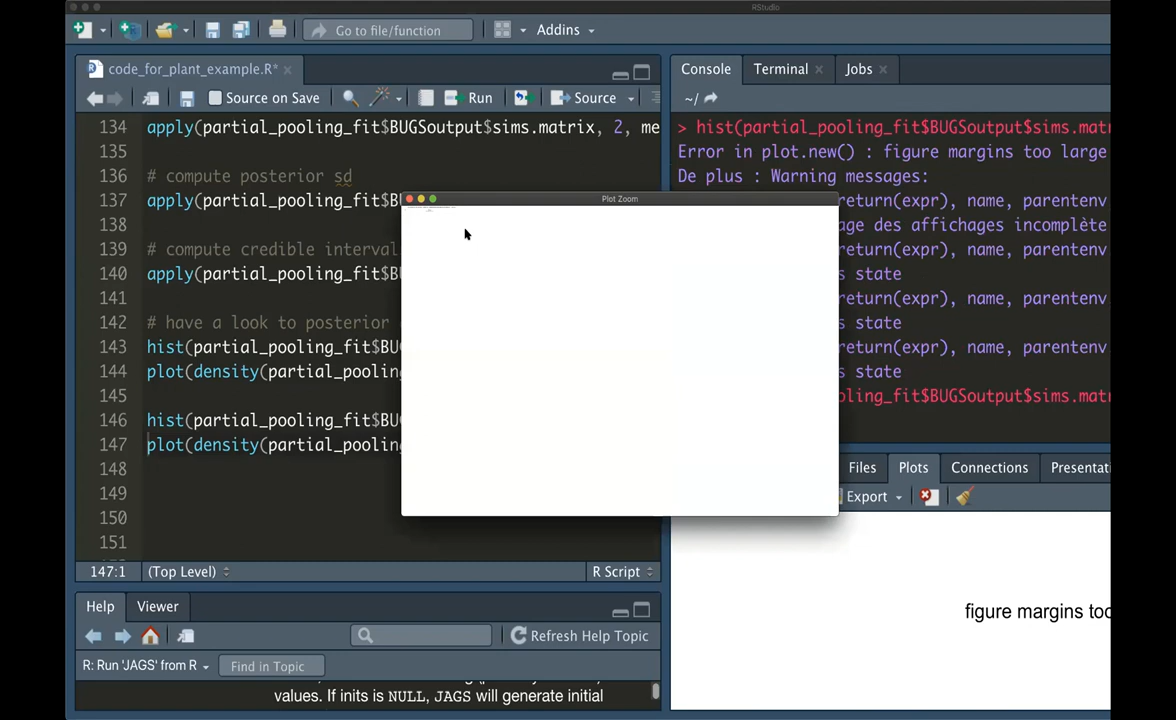 RStudio
Go to file/function
Addins
code_for_plant_example.R*
Source on Save
Run
Source
134 apply(partial_pooling_fit$BUGSoutput$sims.matrix, 2, me
135
136 # compute posterior sd
137 apply(partial_pooling_fit$BU
138
139 # compute credible interval
140 apply(partial_pooling_fit$BU
141
142 # have a look to posterior
143 hist(partial_pooling_fit$BUG
144 plot(density(partial_pooling
145
146 hist(partial_pooling_fit$BUG
147 plot(density(partial_pooling
148
149
150
151
147:1 (Top Level) R Script
Plot Zoom
Console Terminal Jobs
~/
> hist(partial_pooling_fit$BUGSoutput$sims.matr
Error in plot.new() : figure margins too large
De plus : Warning messages:
return(expr), name, parentenv
age des affichages incomplète
return(expr), name, parentenv
s state
return(expr), name, parentenv
s state
return(expr), name, parentenv
s state
oling_fit$BUGSoutput$sims.matr
Files Plots Connections Presentat
Export
figure margins too
Help Viewer
Refresh Help Topic
R: Run 'JAGS' from R
Find in Topic
values. If inits is NULL, JAGS will generate initial